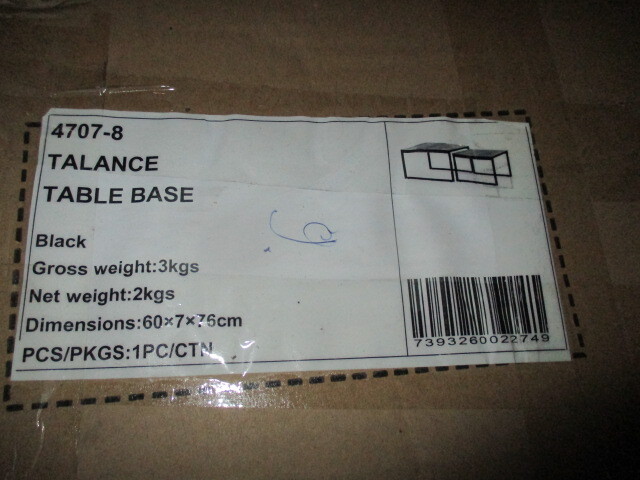 4707-8
TALANCE
TABLE BASE
Black
Gross weight:3kgs
Net weight:2kgs
Dimensions:60×7×76cm
PCS/PKGS:1PC/CTN
7393260022749